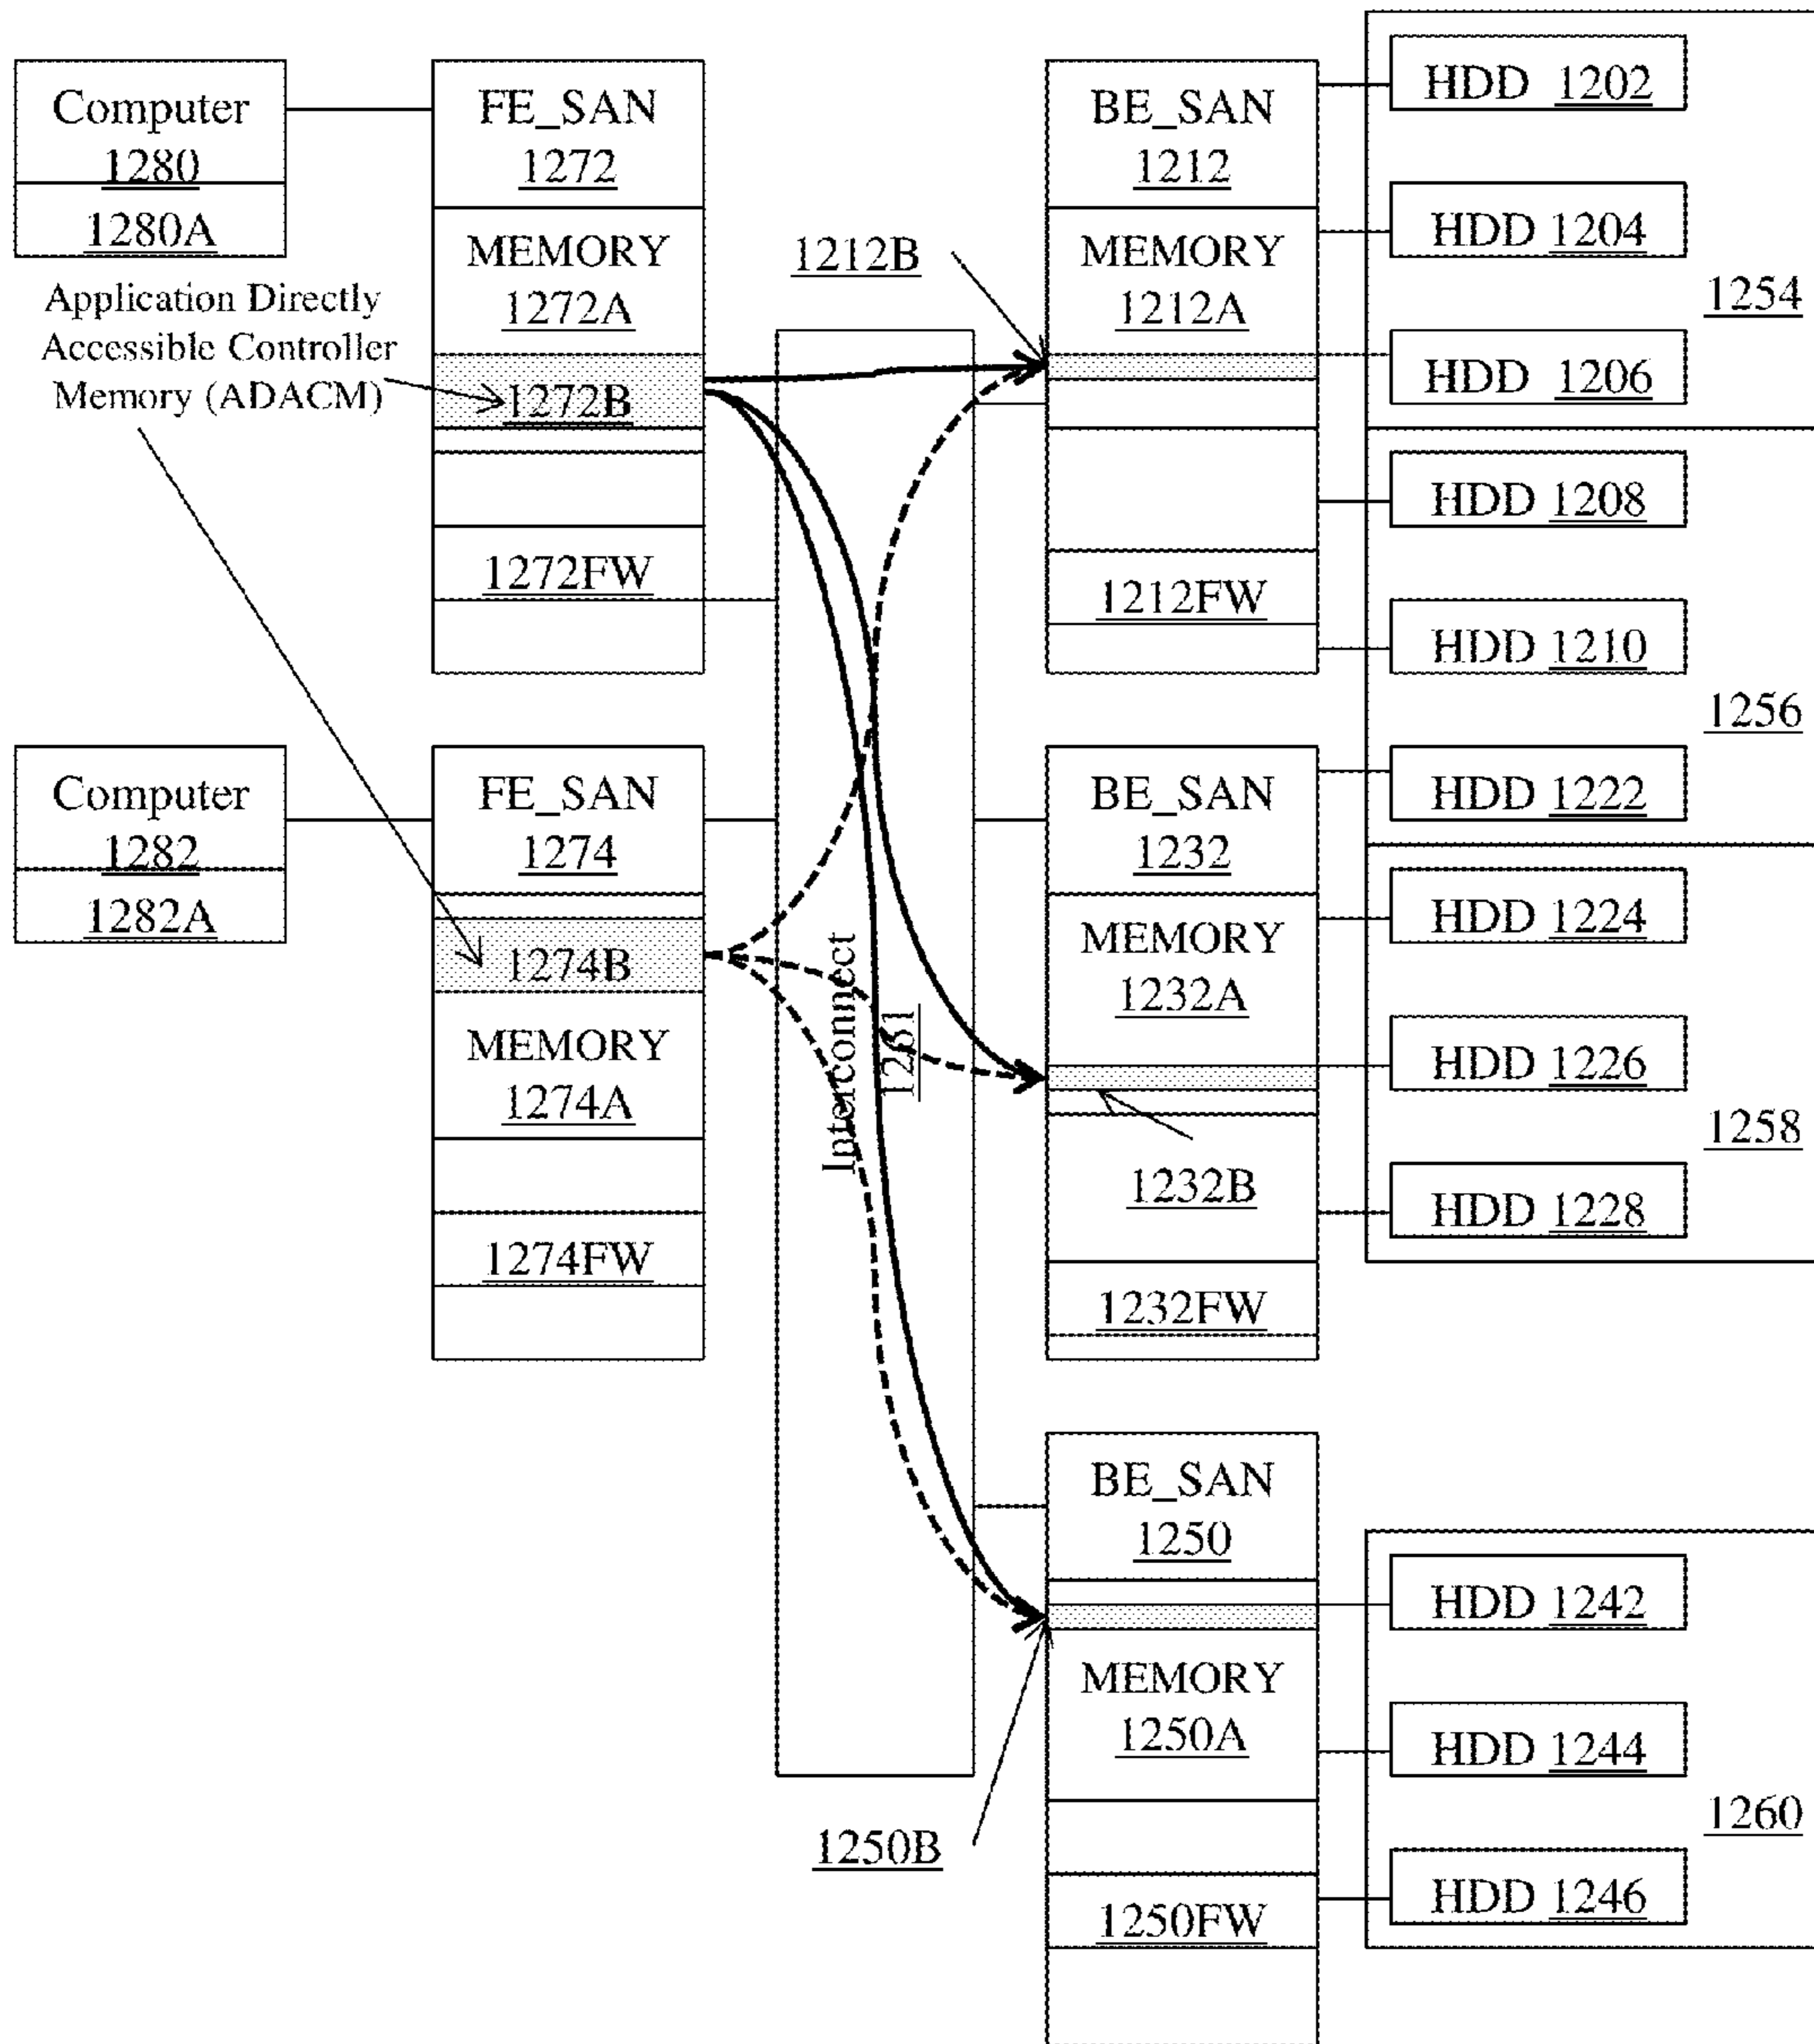 Computer
1280
1280A
Application Directly
Accessible Controller
Memory (ADACM)
FE_SAN
1272
MEMORY
1272A
1272B
1272FW
Computer
1282
1282A
FE_SAN
1274
1274B
MEMORY
1274A
1274FW
Interconnect
1261
1212B
BE_SAN
1212
MEMORY
1212A
1212FW
BE_SAN
1232
MEMORY
1232A
1232B
1232FW
BE_SAN
1250
MEMORY
1250A
1250B
1250FW
HDD 1202
HDD 1204
1254
HDD 1206
HDD 1208
HDD 1210
1256
HDD 1222
HDD 1224
HDD 1226
1258
HDD 1228
HDD 1242
HDD 1244
1260
HDD 1246